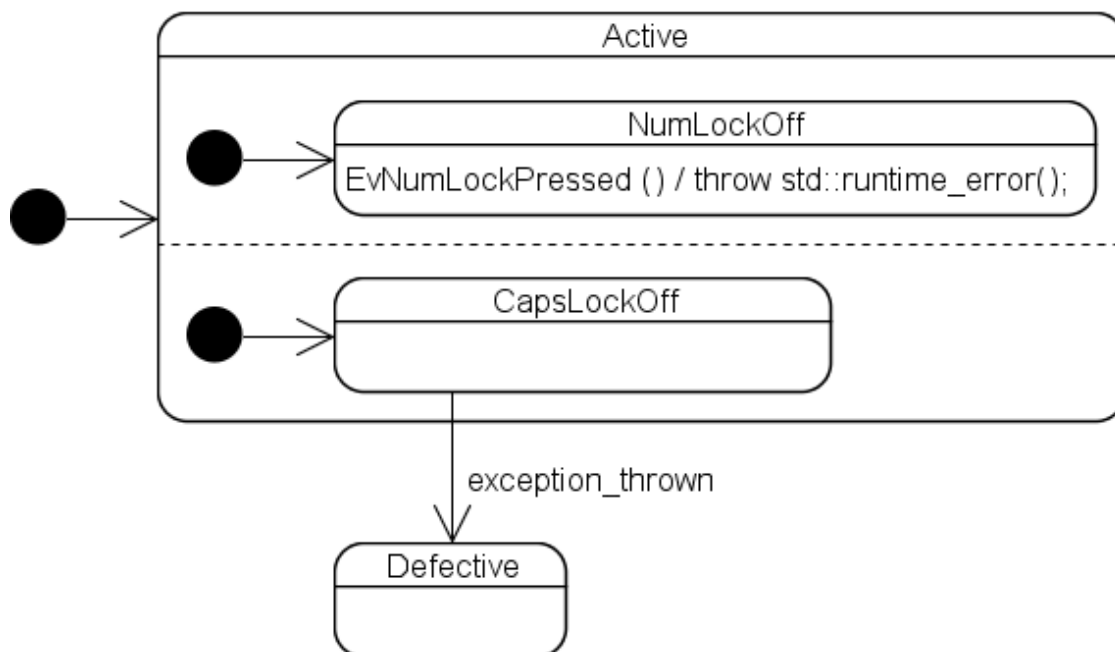 Active
NumLockOff
EvNumLockPressed () / throw std::runtime_error();
CapsLockOff
exception_thrown
Defective